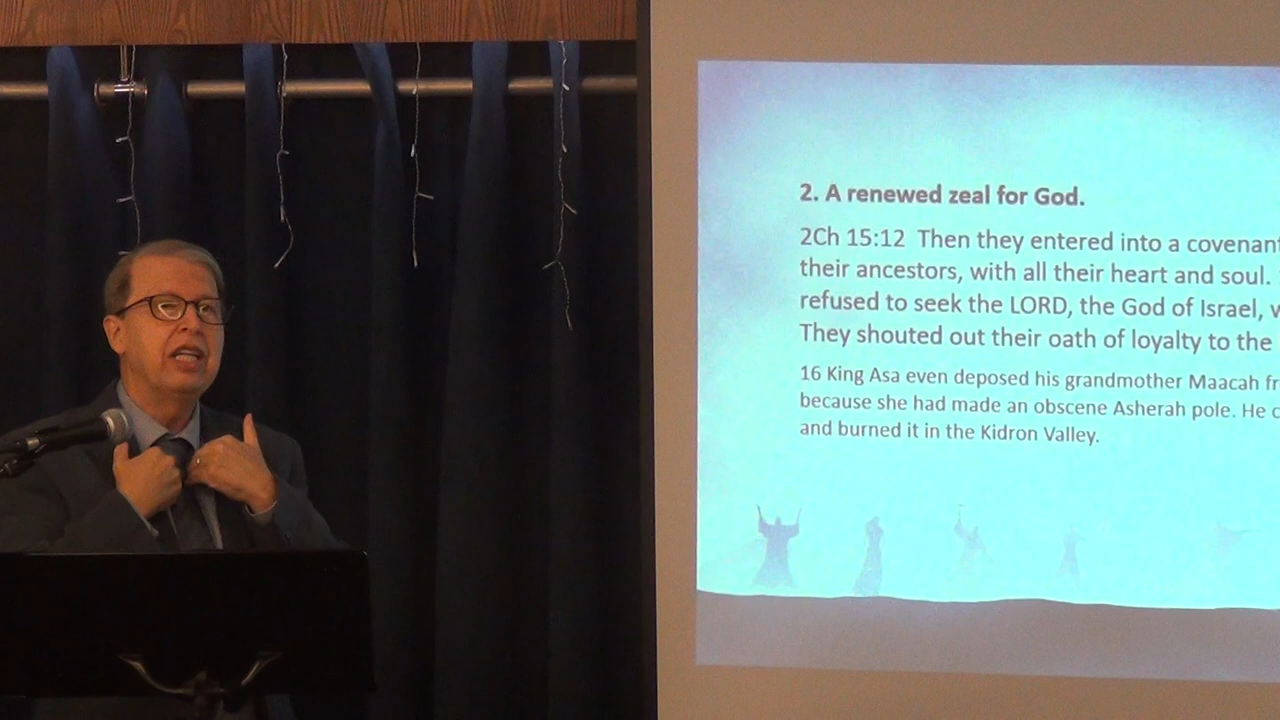 2. A renewed zeal for God.
2Ch 15:12 Then they entered into a covenant
their ancestors, with all their heart and soul.
refused to seek the LORD, the God of Israel,
They shouted out their oath of loyalty to the
16 King Asa even deposed his grandmother Maacah
because she had made an obscene Asherah pole. He
and burned it in the Kidron Valley.